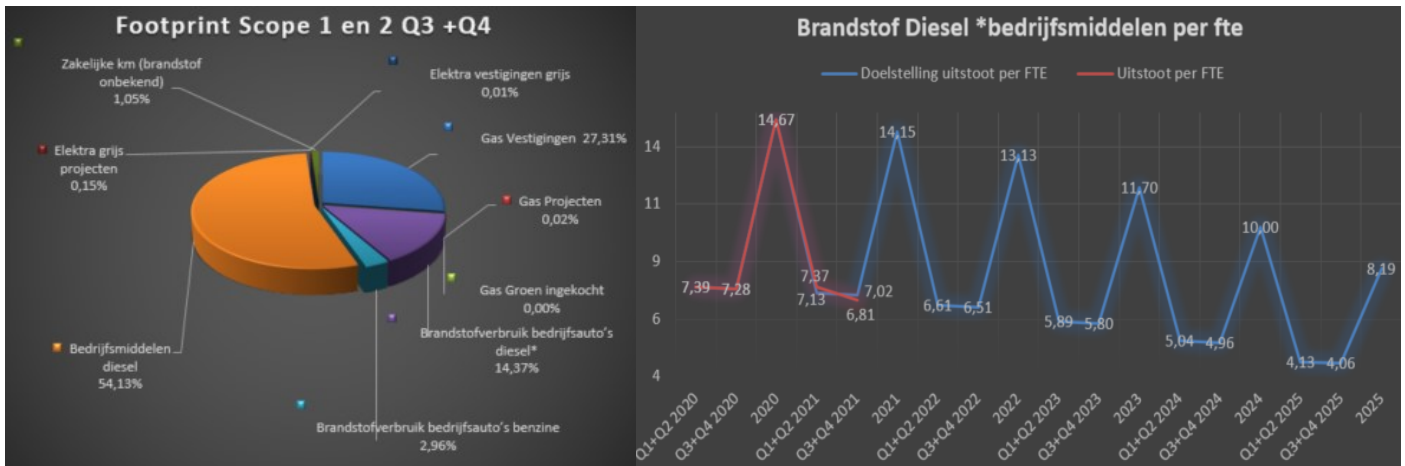 Footprint Scope 1 en 2 Q3 +Q4
Zakelijke km (brandstof
onbekend)
1,05%
Elektra vestigingen grijs
0,01%
Gas Vestigingen 27,31%
Elektra grijs
projecten
0,15%
Gas Projecten
0,02%
Gas Groen ingekocht
0,00%
Brandstofverbruik bedrijfsauto's
diesel*
14,37%
Bedrijfsmiddelen
diesel
54,13%
Brandstofverbruik bedrijfsauto's benzine
2,96%
Brandstof Diesel *bedrijfsmiddelen per fte
Doelstelling uitstoot per FTE
Uitstoot per FTE
14
11
9
6
4
7,39
7,28
14,67
7,37
7,13
7,02
6,81
14,15
6,61
6,51
13,13
5,89
5,80
11,70
5,04
4,96
10,00
4,13
4,06
8,19
Q1+Q2 2020
Q3+Q4 2020
2020
Q1+Q2 2021
Q3+Q4 2021
2021
Q1+Q2 2022
Q3+Q4 2022
2022
Q1+Q2 2023
Q3+Q4 2023
2023
Q1+Q2 2024
Q3+Q4 2024
2024
Q1+Q2 2025
Q3+Q4 2025
2025